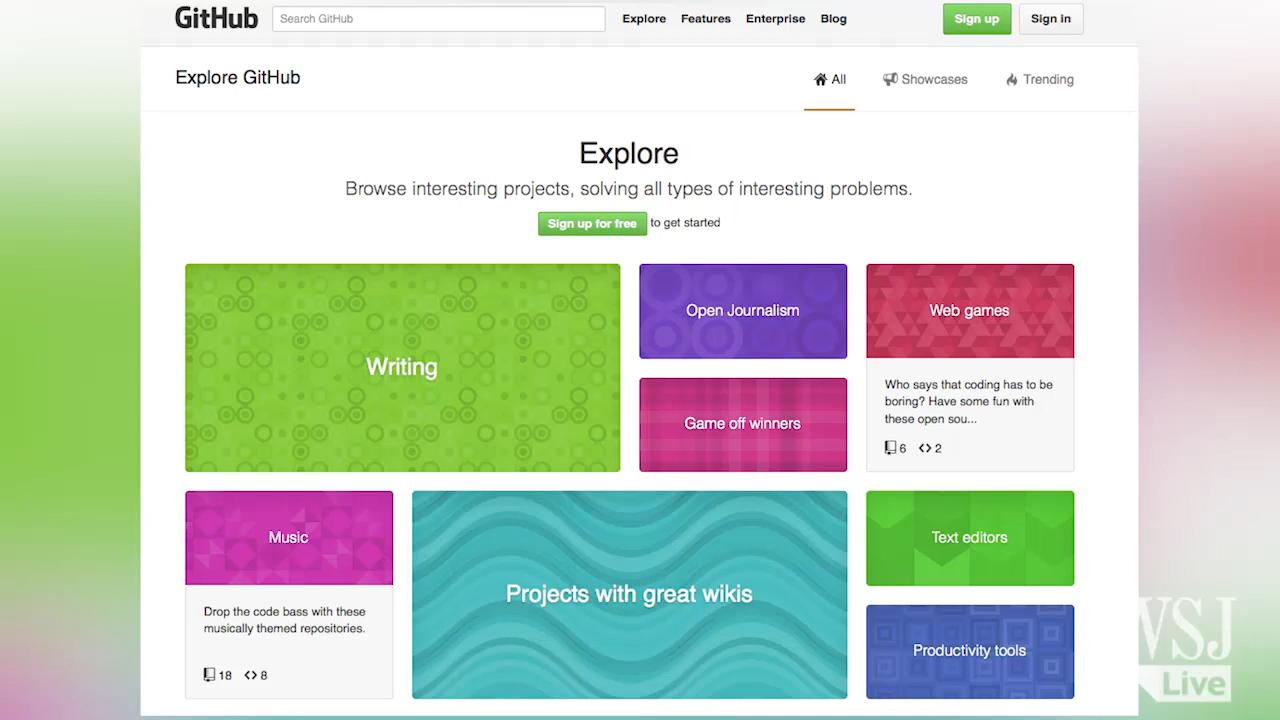 GitHub
Search GitHub
Explore
Features
Enterprise
Blog
Sign up
Sign in
Explore GitHub
All
Showcases
Trending
Explore
Browse interesting projects, solving all types of interesting problems.
Sign up for free to get started
Writing
Open Journalism
Game off winners
Web games
Who says that coding has to be
boring? Have some fun with
these open sou...
6 2
Music
Drop the code bass with these
musically themed repositories.
18 8
Projects with great wikis
Text editors
Productivity tools
WSJ
Live